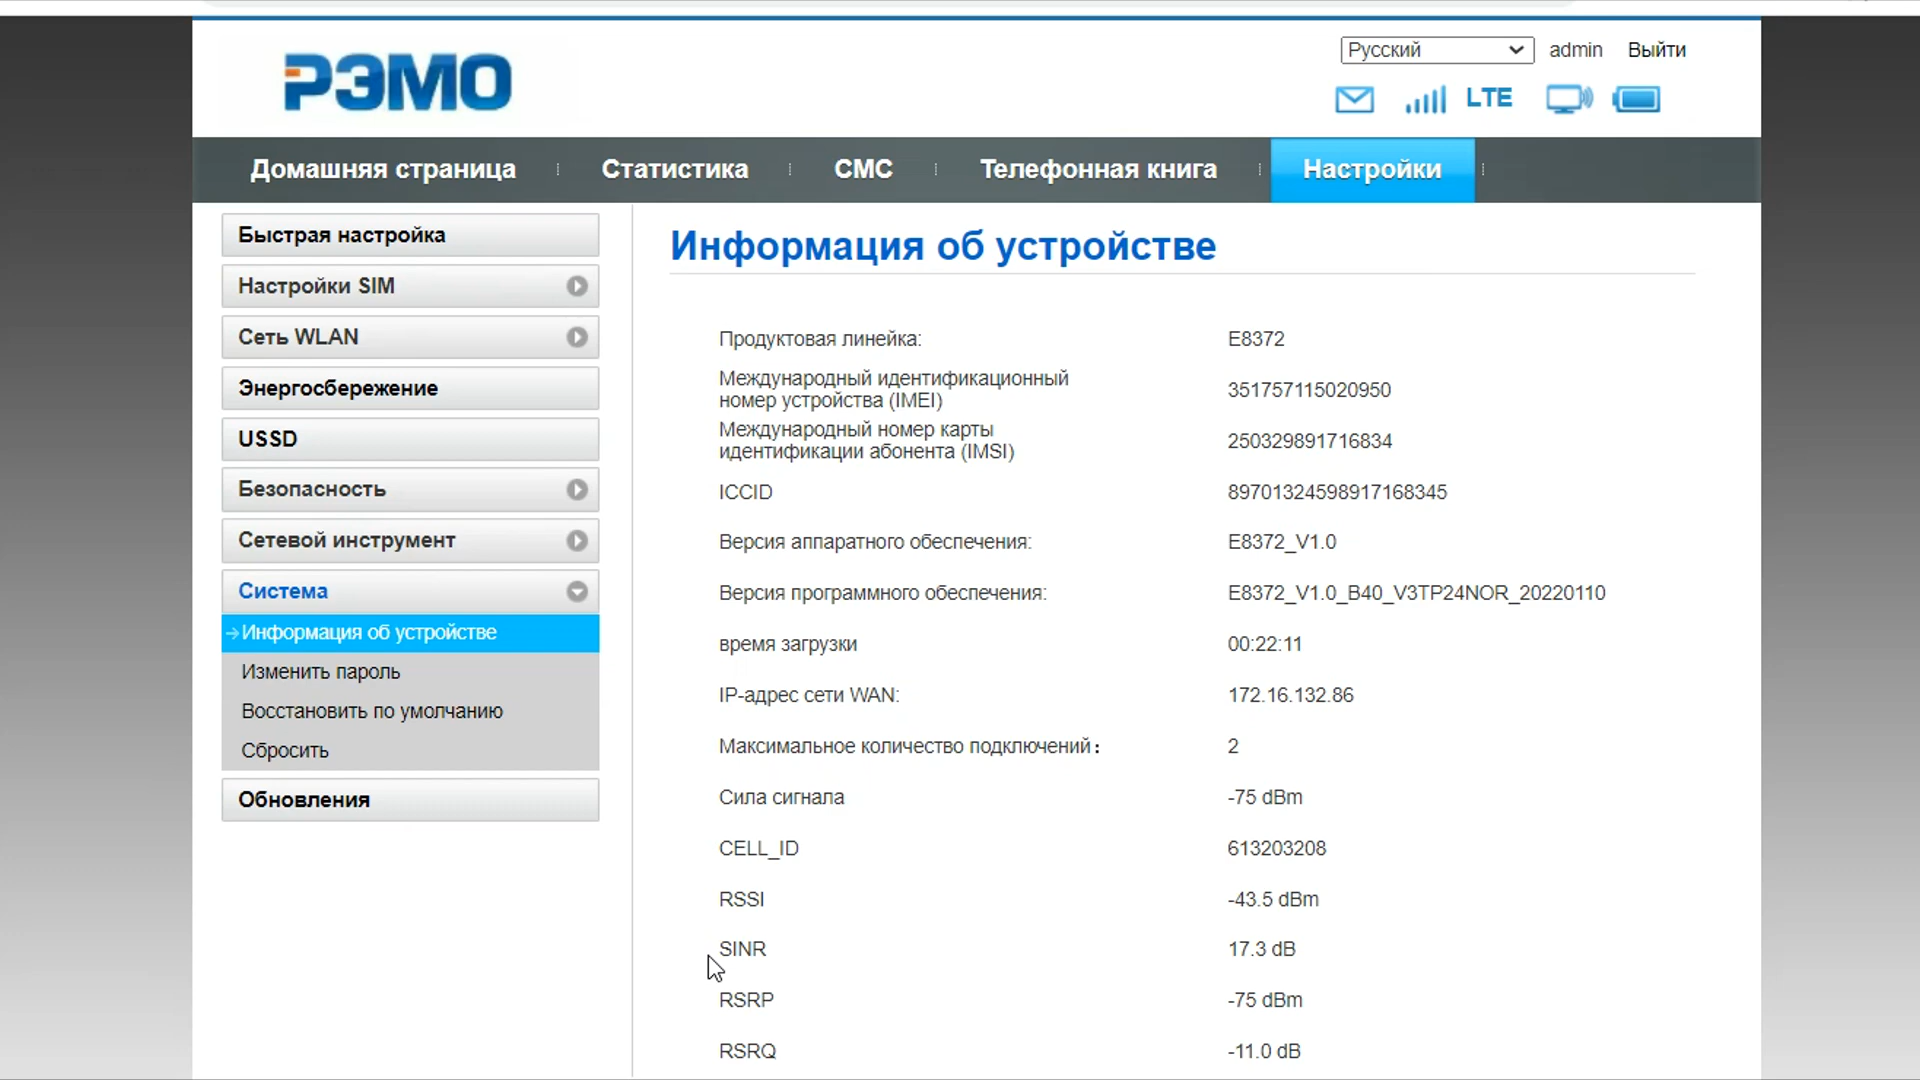 РЭМО
Русский
admin
Выйти
LTE
Домашняя страница
Статистика
СМС
Телефонная книга
Настройки
Быстрая настройка
Настройки SIM
Сеть WLAN
Энергосбережение
USSD
Безопасность
Сетевой инструмент
Система
Информация об устройстве
Изменить пароль
Восстановить по умолчанию
Сбросить
Обновления
Информация об устройстве
Продуктовая линейка:
E8372
Международный идентификационный
номер устройства (IMEI)
351757115020950
Международный номер карты
идентификации абонента (IMSI)
250329891716834
ICCID
89701324598917168345
Версия аппаратного обеспечения:
E8372_V1.0
Версия программного обеспечения:
E8372_V1.0_B40_V3TP24NOR_20220110
время загрузки
00:22:11
IP-адрес сети WAN:
172.16.132.86
Максимальное количество подключений：
2
Сила сигнала
-75 dBm
CELL_ID
613203208
RSSI
-43.5 dBm
SINR
17.3 dB
RSRP
-75 dBm
RSRQ
-11.0 dB